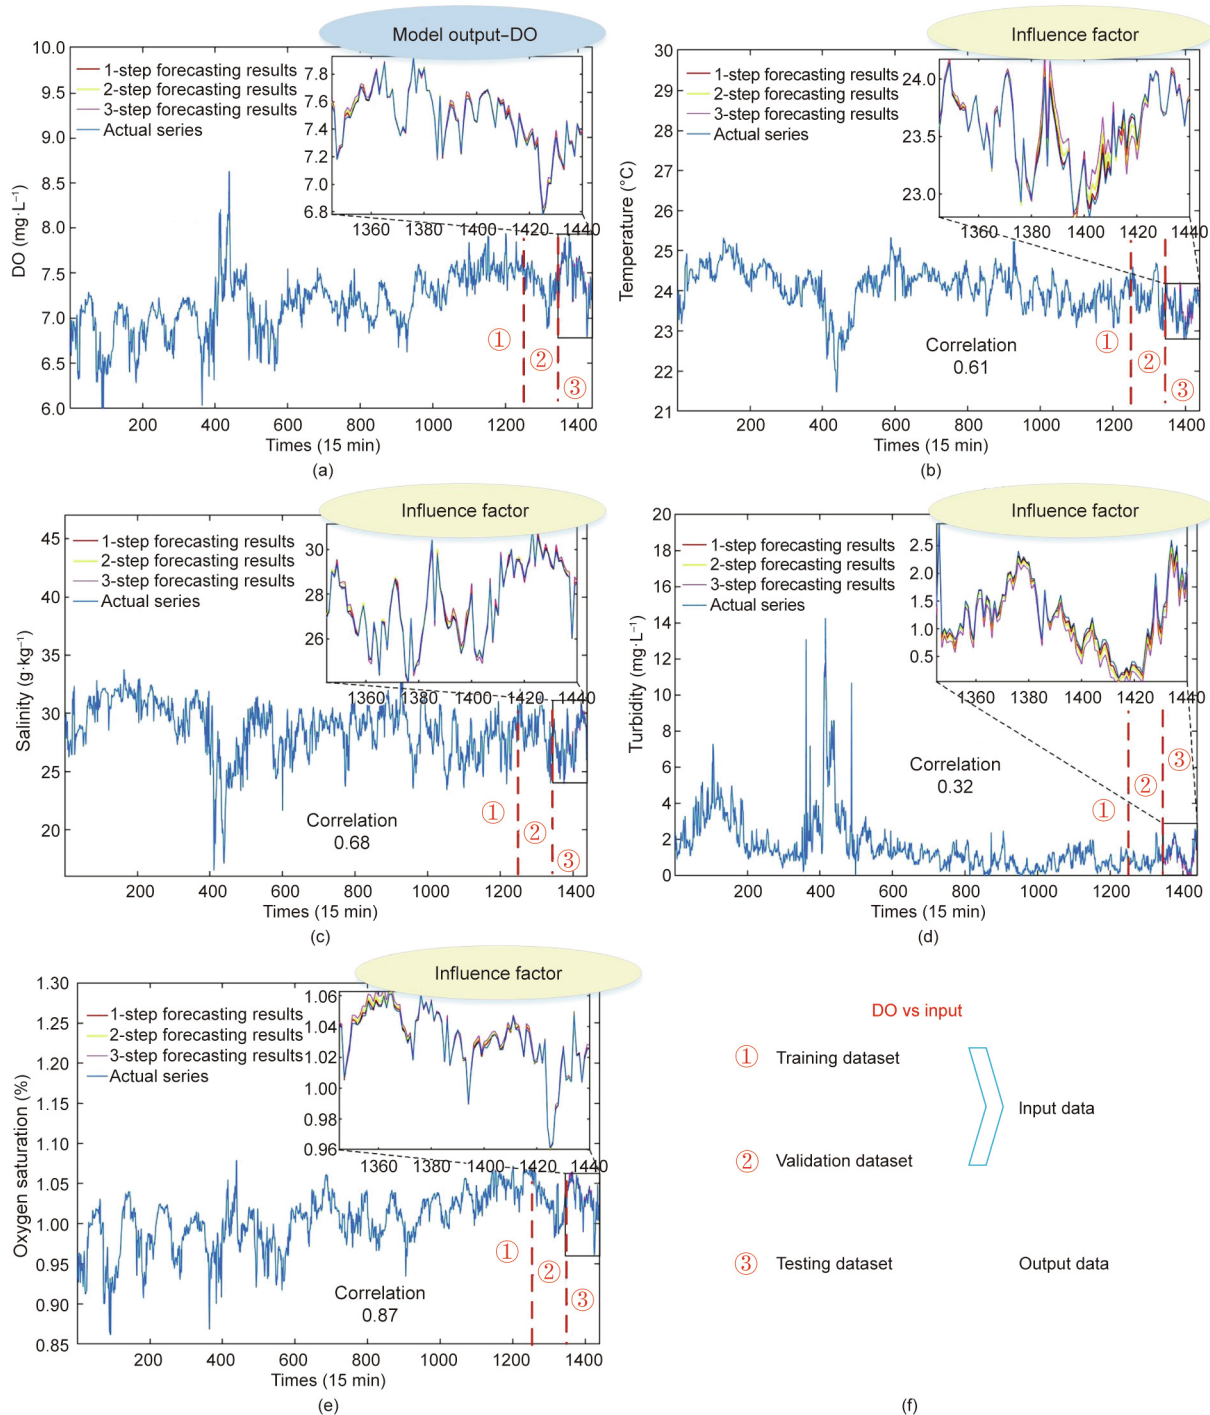 Model output–DO
10.0
9.5
9.0
8.5
8.0
7.5
7.0
6.5
6.0
DO (mg·L⁻¹)
1-step forecasting results
2-step forecasting results
3-step forecasting results
Actual series
7.8
7.6
7.4
7.2
7.0
6.8
1360 1380 1400 1420 1440
① ② ③
200 400 600 800 1000 1200 1400
Times (15 min)
(a)
Influence factor
30
29
28
27
26
25
24
23
22
21
Temperature (°C)
1-step forecasting results
2-step forecasting results
3-step forecasting results
Actual series
24.0
23.5
23.0
1360 1380 1400 1420 1440
Correlation
0.61
① ② ③
200 400 600 800 1000 1200 1400
Times (15 min)
(b)
Influence factor
45
40
35
30
25
20
Salinity (g·kg⁻¹)
1-step forecasting results
2-step forecasting results
3-step forecasting results
Actual series
30
28
26
1360 1380 1400 1420 1440
Correlation
0.68
① ② ③
200 400 600 800 1000 1200 1400
Times (15 min)
(c)
Influence factor
20
18
16
14
12
10
8
6
4
2
0
Turbidity (mg·L⁻¹)
1-step forecasting results
2-step forecasting results
3-step forecasting results
Actual series
2.5
2.0
1.5
1.0
0.5
1360 1380 1400 1420 1440
Correlation
0.32
① ② ③
200 400 600 800 1000 1200 1400
Times (15 min)
(d)
Influence factor
1.30
1.25
1.20
1.15
1.10
1.05
1.00
0.95
0.90
0.85
Oxygen saturation (%)
1-step forecasting results
2-step forecasting results
3-step forecasting results
Actual series
1.06
1.04
1.02
1.00
0.98
0.96
1360 1380 1400 1420 1440
Correlation
0.87
① ② ③
200 400 600 800 1000 1200 1400
Times (15 min)
(e)
DO vs input
① Training dataset
Input data
② Validation dataset
③ Testing dataset Output data
(f)